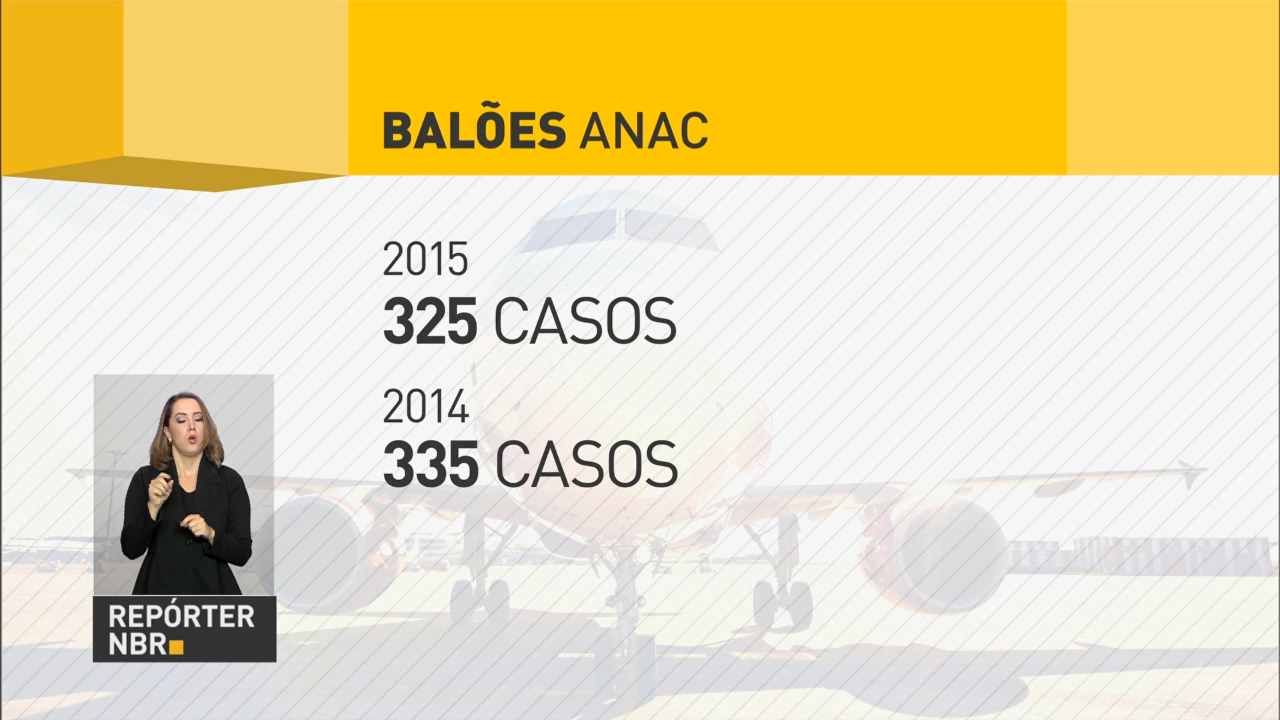 BALÕES ANAC
2015
325 CASOS
2014
335 CASOS
REPÓRTER
NBR